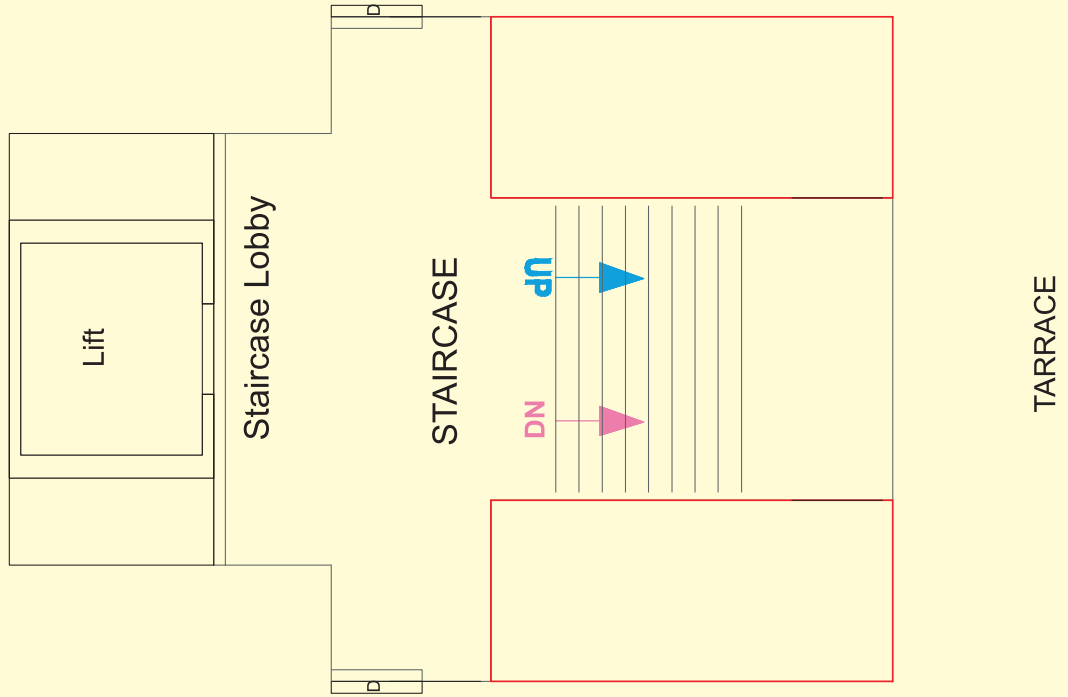 D
Lift
Staircase Lobby
STAIRCASE
UP
DN
TARRACE
D